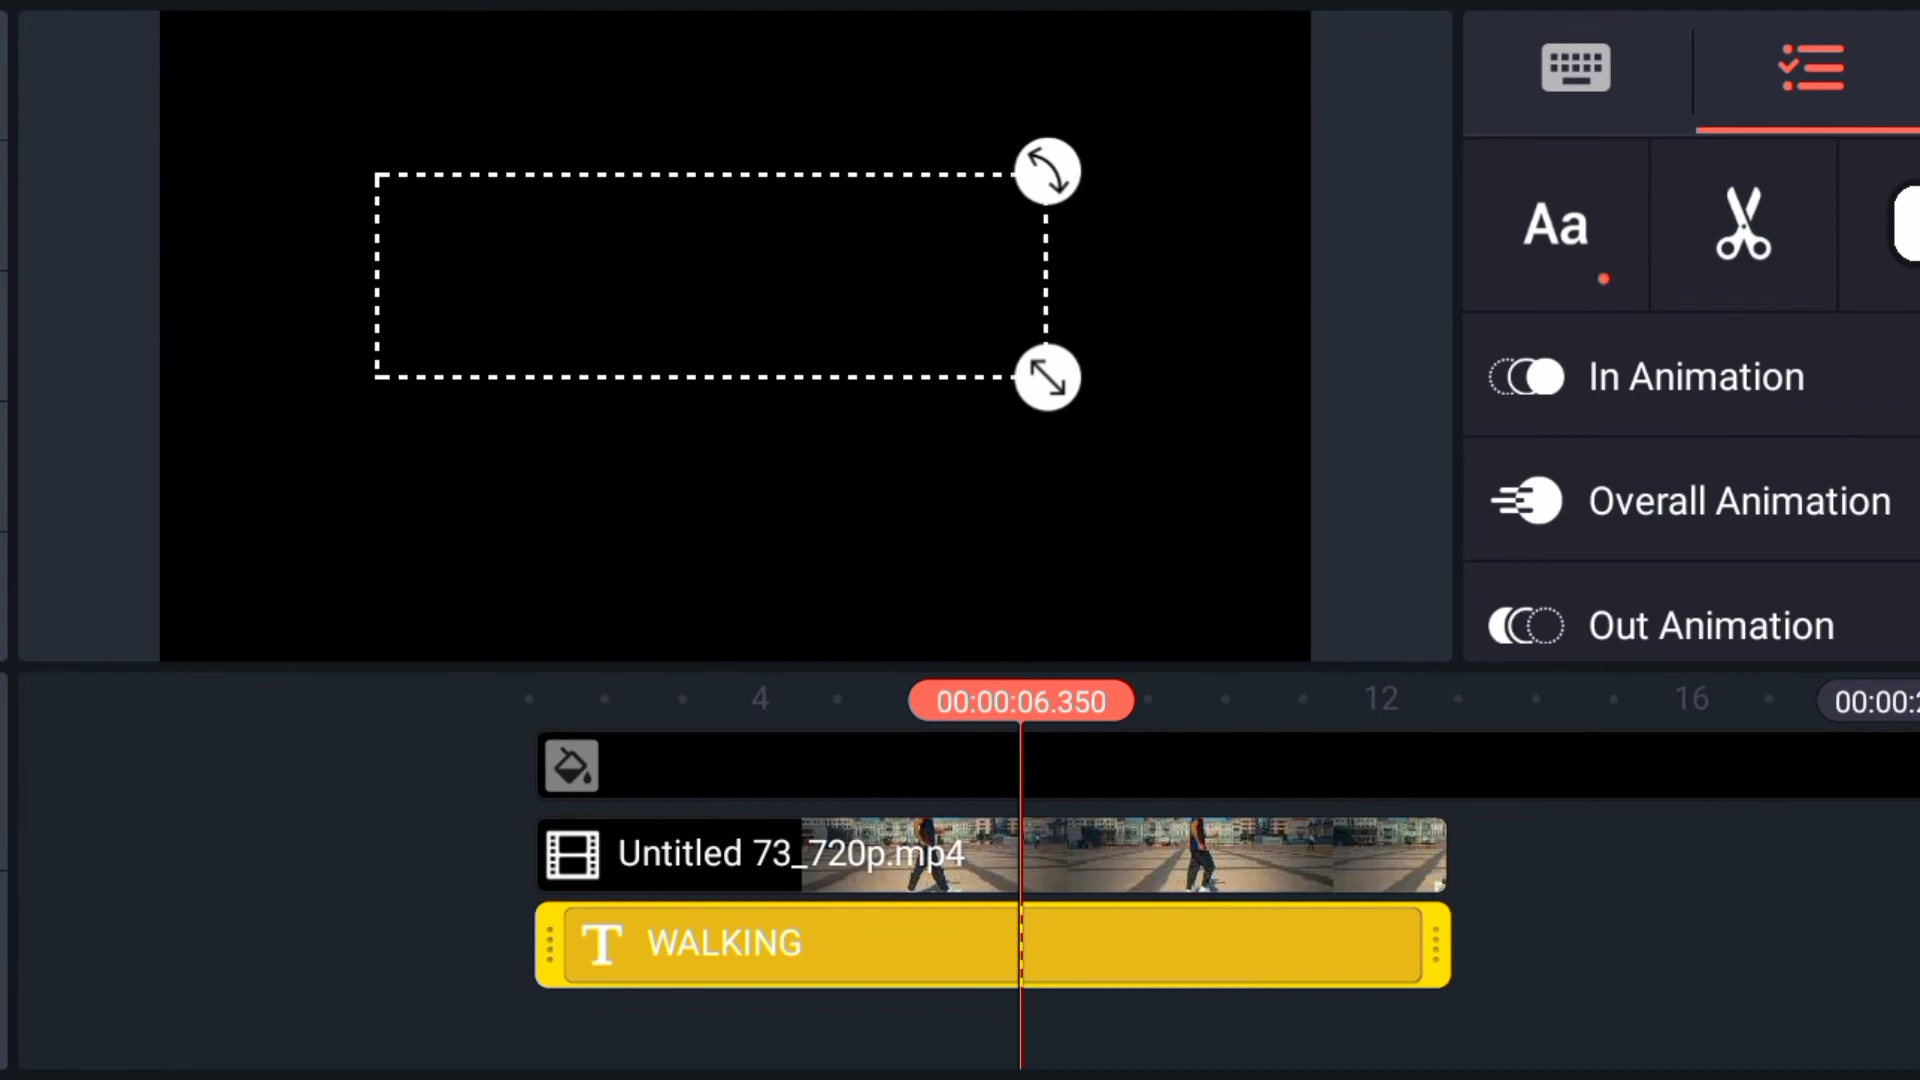 Aa
In Animation
Overall Animation
Out Animation
4
00:00:06.350
12
16
00:00:2
Untitled 73_720p.mp4
T WALKING